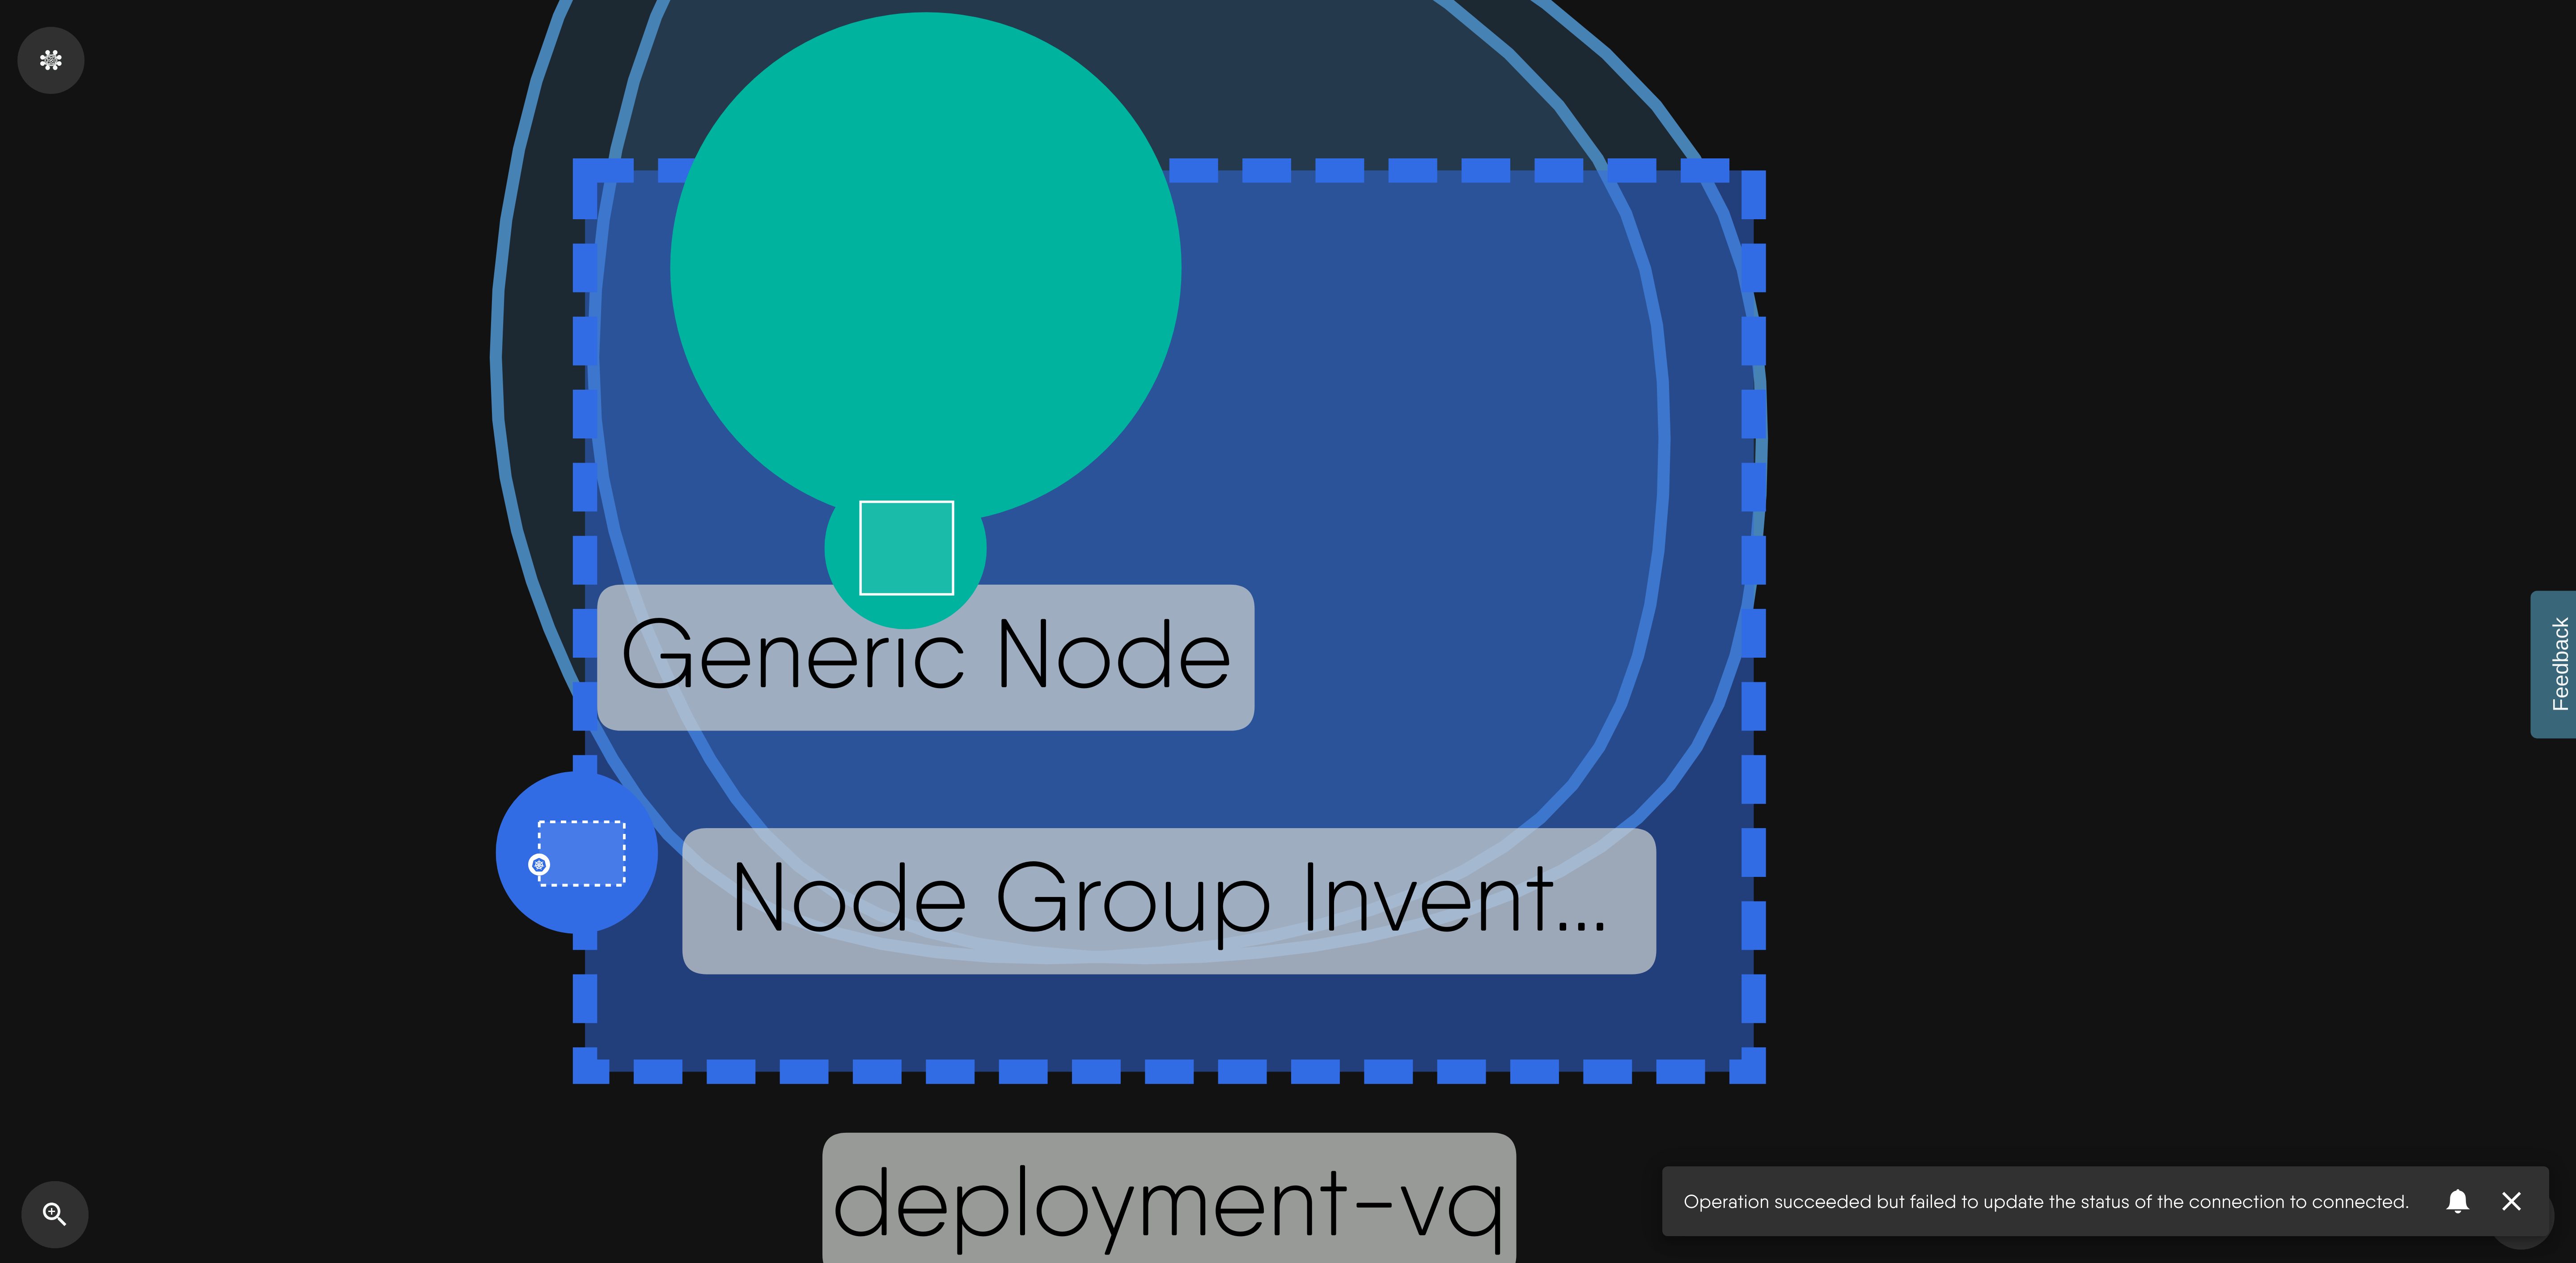 Generic Node
Feedback
Node Group Invent...
deployment-vq
Operation succeeded but failed to update the status of the connection to connected.